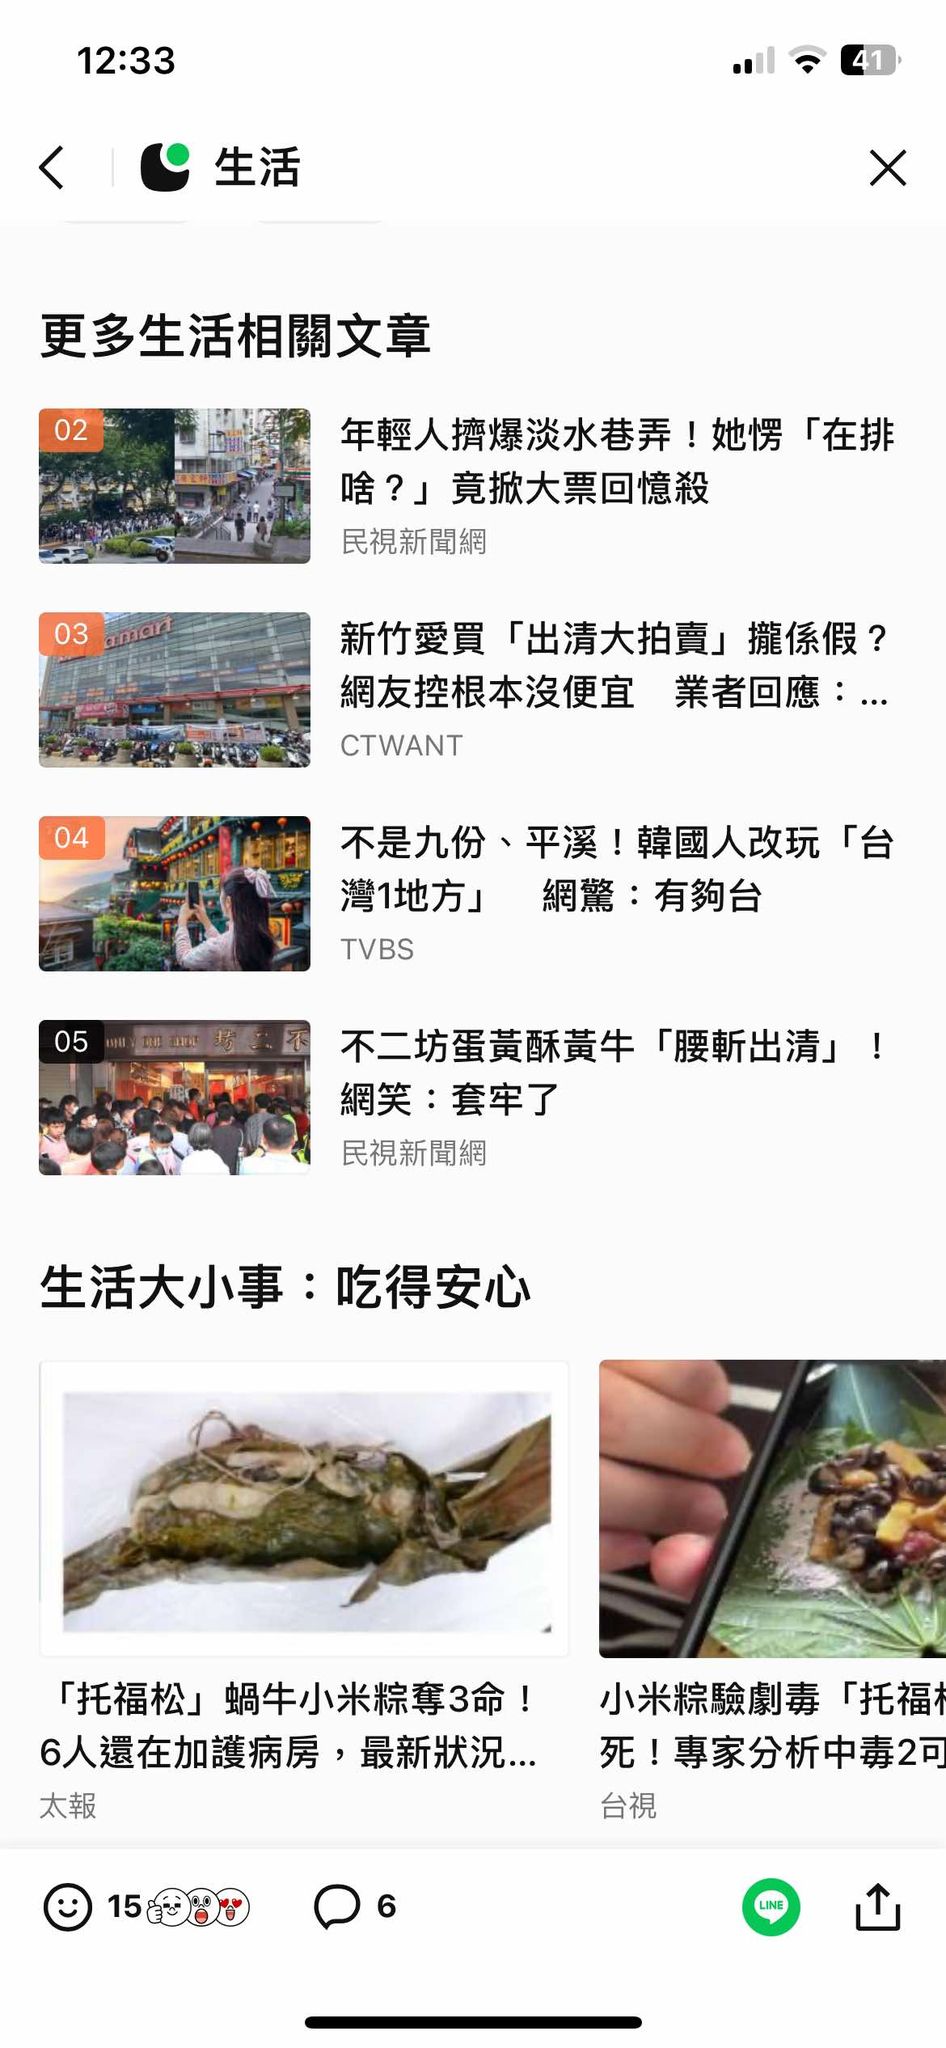 12:33
41
生活
更多生活相關文章
02
年輕人擠爆淡水巷弄！她愣「在排
啥？」竟掀大票回憶殺
民視新聞網
03
amart
新竹愛買「出清大拍賣」攏係假？
網友控根本沒便宜　業者回應：...
CTWANT
04
不是九份、平溪！韓國人改玩「台
灣1地方」　網驚：有夠台
TVBS
05
ONLY ONE SHOP 坊二不
不二坊蛋黃酥黃牛「腰斬出清」！
網笑：套牢了
民視新聞網
生活大小事：吃得安心
「托福松」蝸牛小米粽奪3命！
6人還在加護病房，最新狀況...
太報
小米粽驗劇毒「托福松
死！專家分析中毒2可
台視
15
6
LINE